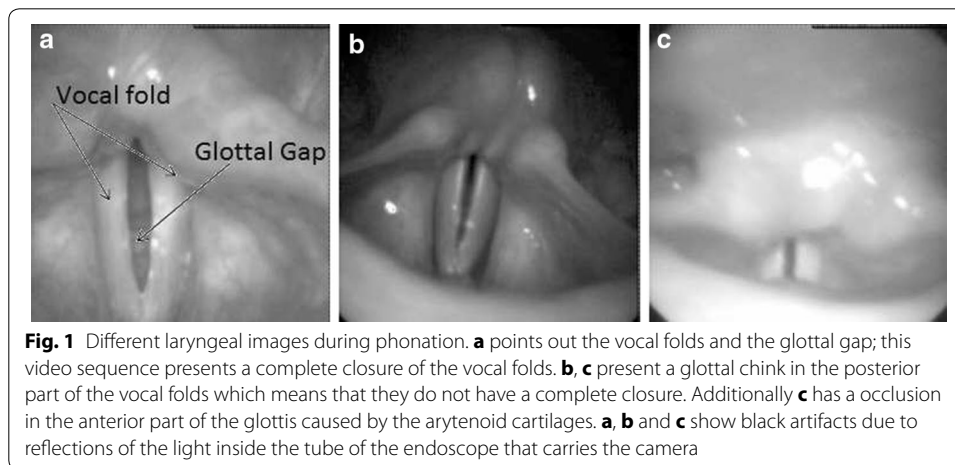 a
Vocal fold
Glottal Gap
b
c
Fig. 1 Different laryngeal images during phonation. a points out the vocal folds and the glottal gap; this
video sequence presents a complete closure of the vocal folds. b, c present a glottal chink in the posterior
part of the vocal folds which means that they do not have a complete closure. Additionally c has a occlusion
in the anterior part of the glottis caused by the arytenoid cartilages. a, b and c show black artifacts due to
reflections of the light inside the tube of the endoscope that carries the camera